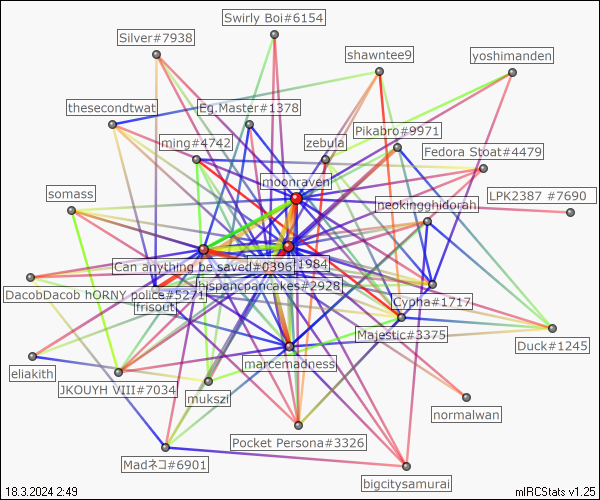 Swirly Boi#6154
Silver#7938
shawntee9
yoshimanden
thesecondtwat
Eg.Master#1378
Pikabro#9971
ming#4742
zebula
Fedora Stoat#4479
moonraven
somass
neokingghidorah
LPK2387 #7690
Can anything be saved!#0396
1984
DacobDacob hORNY police#5271
hispancpancakes#2928
frisout
Cypha#1717
Majestic#3375
Duck#1245
eliakith
marcemadness
JKOUYH VIII#7034
mukszi
normalwan
Pocket Persona#3326
Madネコ#6901
bigcitysamurai
18.3.2024 2:49
mIRCStats v1.25